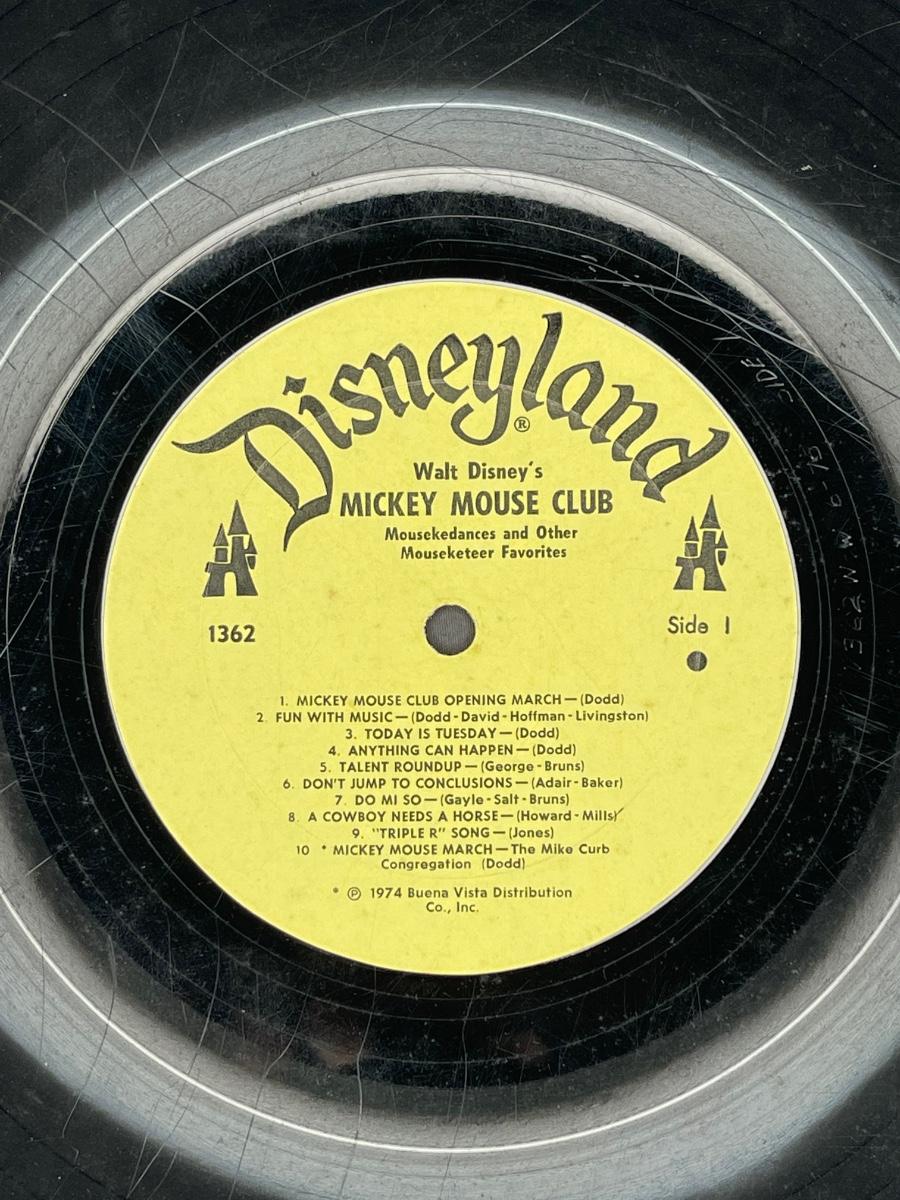 Disneyland®
Walt Disney's
MICKEY MOUSE CLUB
Mousekedances and Other
Mouseketeer Favorites
1362
Side 1
1. MICKEY MOUSE CLUB OPENING MARCH — (Dodd)
2. FUN WITH MUSIC — (Dodd - David - Hoffman - Livingston)
3. TODAY IS TUESDAY — (Dodd)
4. ANYTHING CAN HAPPEN — (Dodd)
5. TALENT ROUNDUP — (George - Bruns)
6. DON'T JUMP TO CONCLUSIONS — (Adair - Baker)
7. DO MI SO — (Gayle - Salt - Bruns)
8. A COWBOY NEEDS A HORSE — (Howard - Mills)
9. "TRIPLE R" SONG — (Jones)
10 * MICKEY MOUSE MARCH — The Mike Curb
Congregation (Dodd)
* ℗ 1974 Buena Vista Distribution
Co., Inc.
SIDE 1